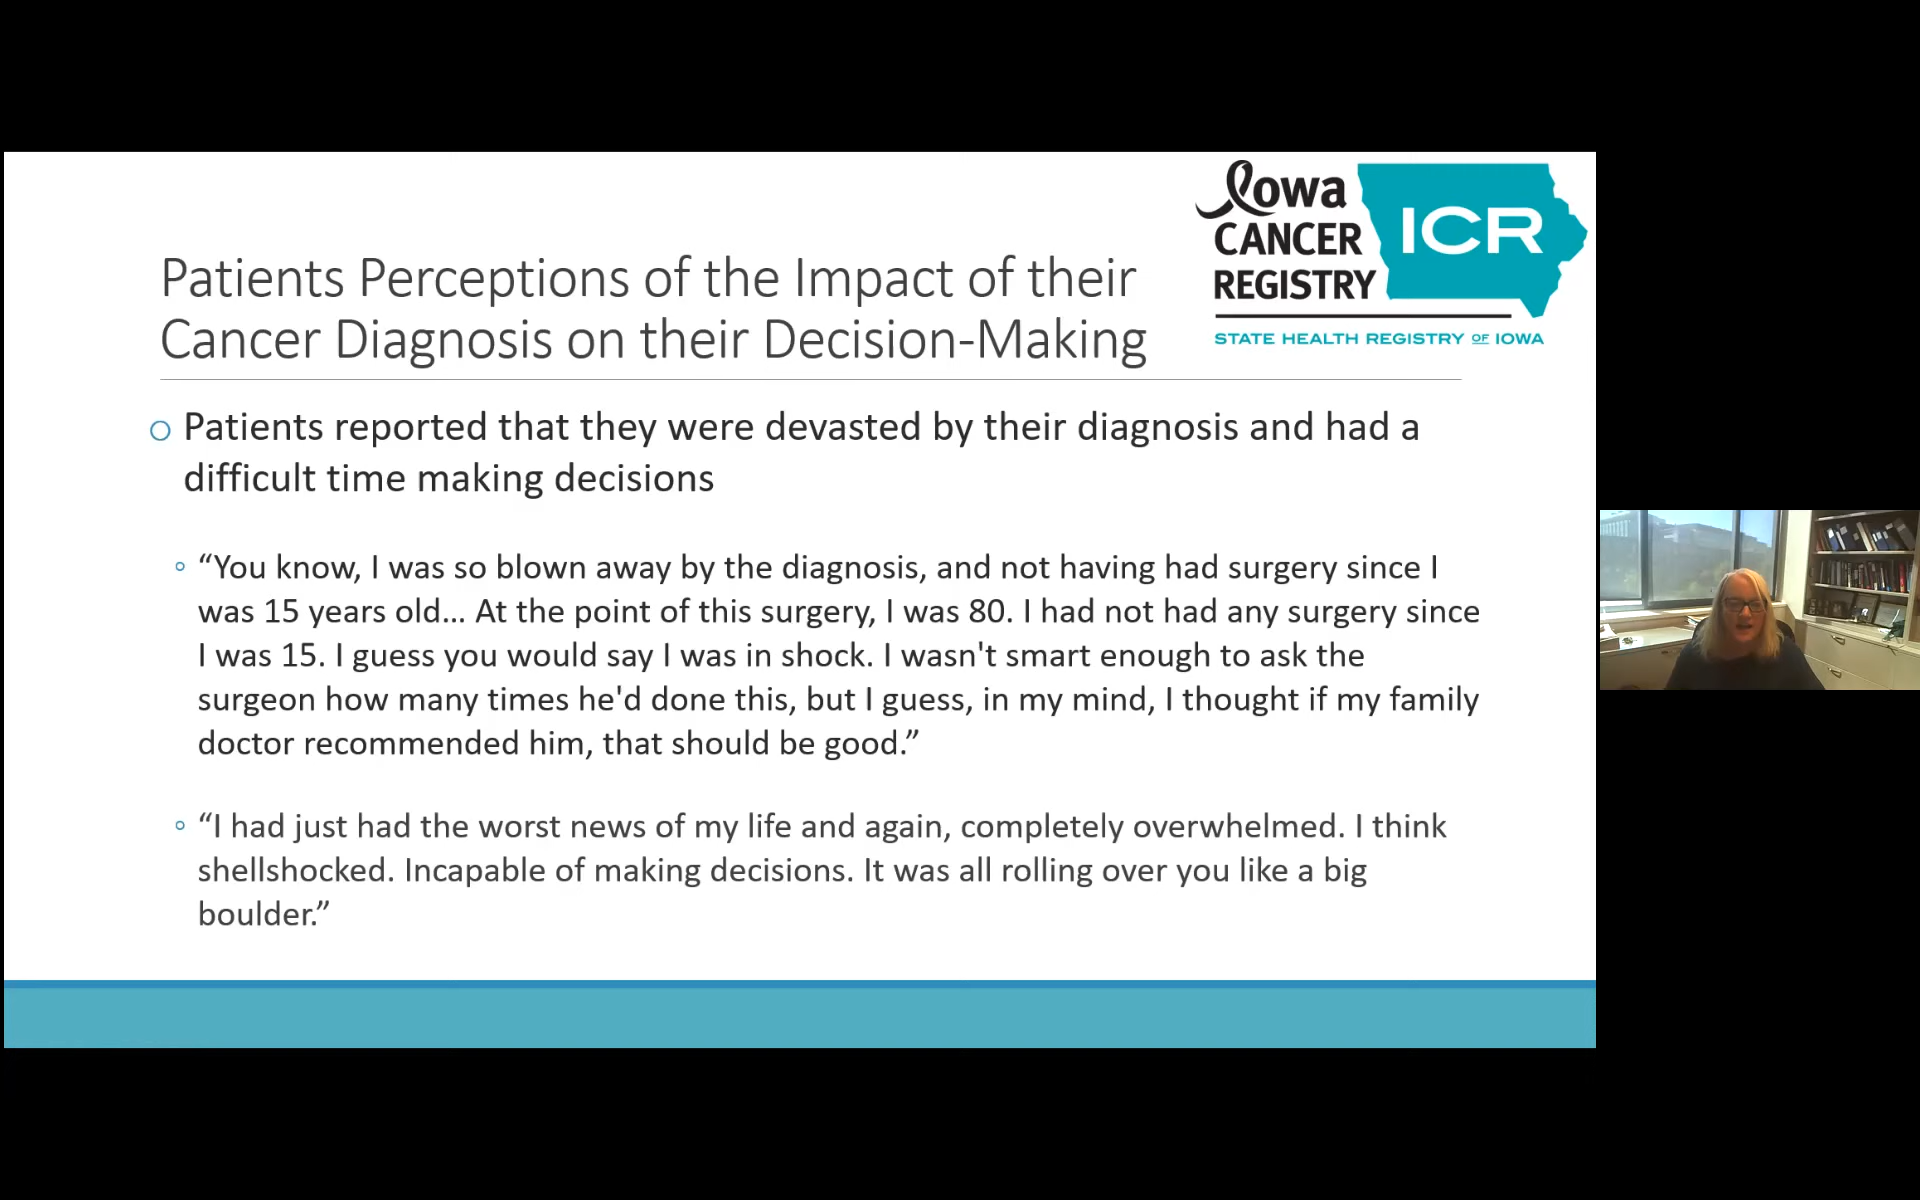 Iowa
CANCER
REGISTRY
ICR
STATE HEALTH REGISTRY OF IOWA
Patients Perceptions of the Impact of their
Cancer Diagnosis on their Decision-Making
Patients reported that they were devasted by their diagnosis and had a
difficult time making decisions
“You know, I was so blown away by the diagnosis, and not having had surgery since I
was 15 years old... At the point of this surgery, I was 80. I had not had any surgery since
I was 15. I guess you would say I was in shock. I wasn't smart enough to ask the
surgeon how many times he'd done this, but I guess, in my mind, I thought if my family
doctor recommended him, that should be good.”
“I had just had the worst news of my life and again, completely overwhelmed. I think
shellshocked. Incapable of making decisions. It was all rolling over you like a big
boulder.”